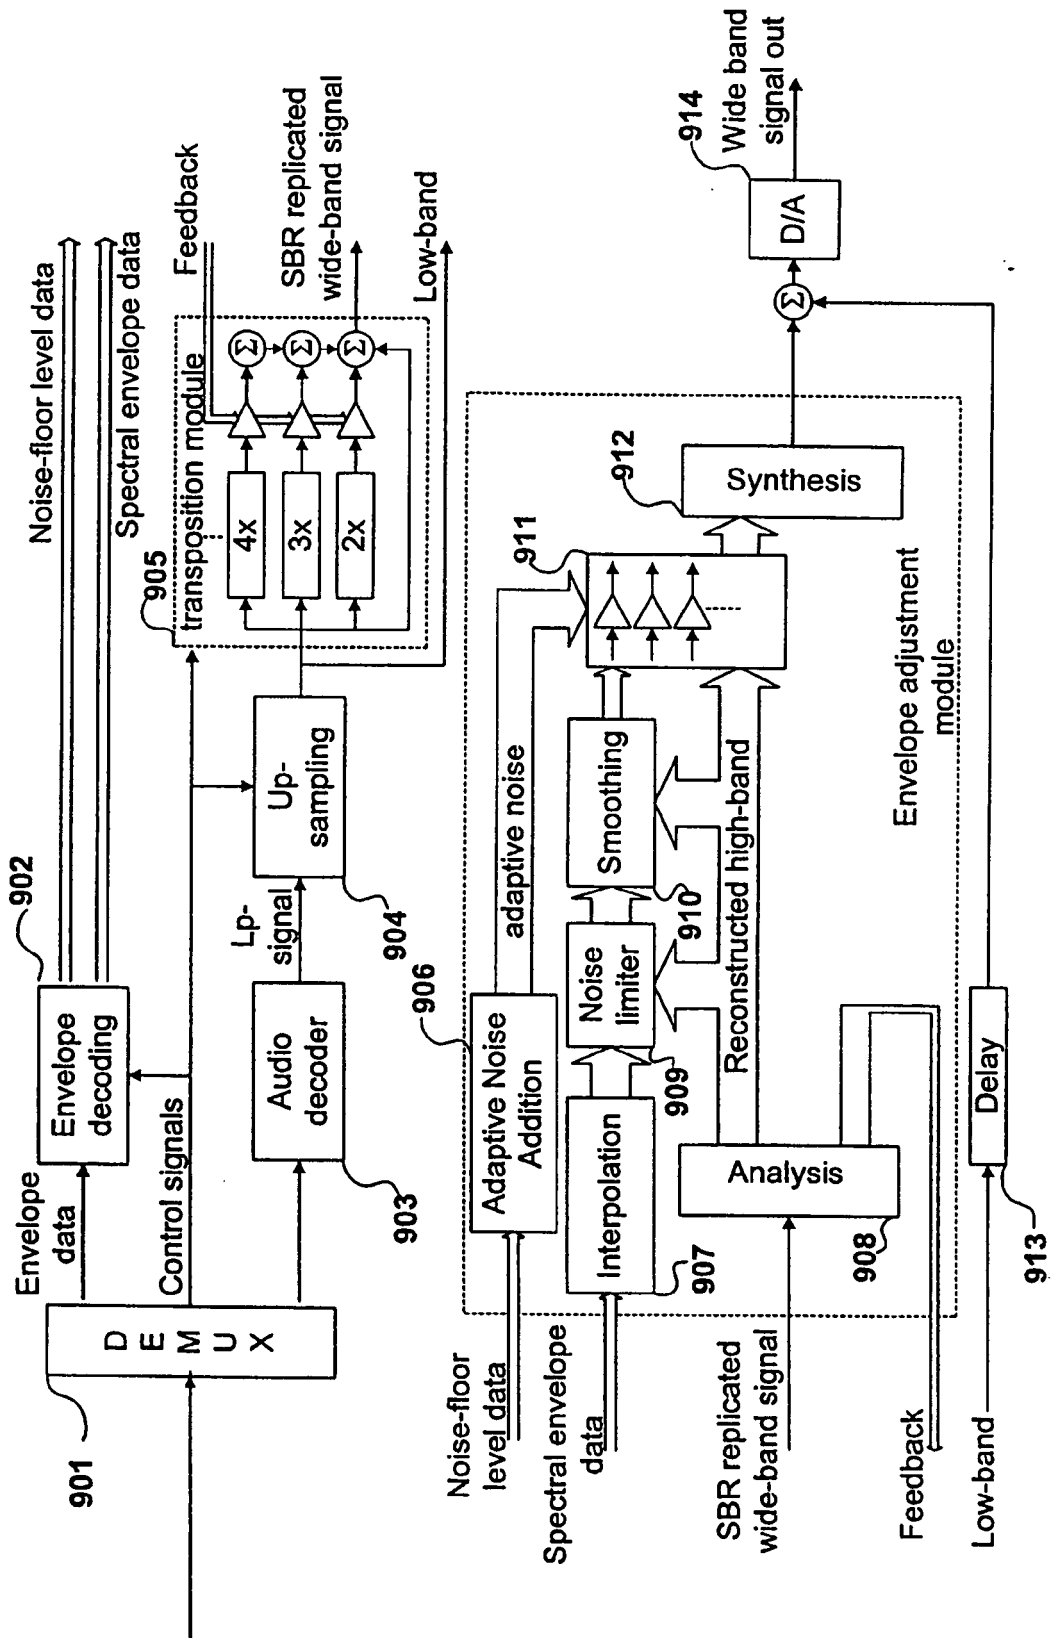 901
D
E
M
U
X
Envelope
data
Control signals
902
Envelope
decoding
903
Audio
decoder
Lp-
signal
904
Up-
sampling
Noise-floor level data
Spectral envelope data
905
transposition module
4x
3x
2x
Σ
Σ
Σ
Feedback
SBR replicated
wide-band signal
Low-band
Noise-floor
level data
Spectral envelope
data
SBR replicated
wide-band signal
Feedback
Low-band
906
Adaptive Noise
Addition
adaptive noise
907
Interpolation
909
Noise
limiter
910
Smoothing
911
908
Analysis
Reconstructed high-band
912
Synthesis
Envelope adjustment
module
913
Delay
Σ
914
D/A
Wide band
signal out